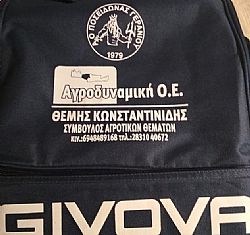 Α.Ο ΠΟΣΕΙΔΩΝΑΣ ΓΕΡΑΝΙΟΥ
1979
Αγροδυναμική Ο.Ε.
ΘΕΜΗΣ ΚΩΝΣΤΑΝΤΙΝΙΔΗΣ
ΣΥΜΒΟΥΛΟΣ ΑΓΡΟΤΙΚΩΝ ΘΕΜΑΤΩΝ
ΚΙΝ.:6948489168 τηλ.:28310 40672
GIVOVA